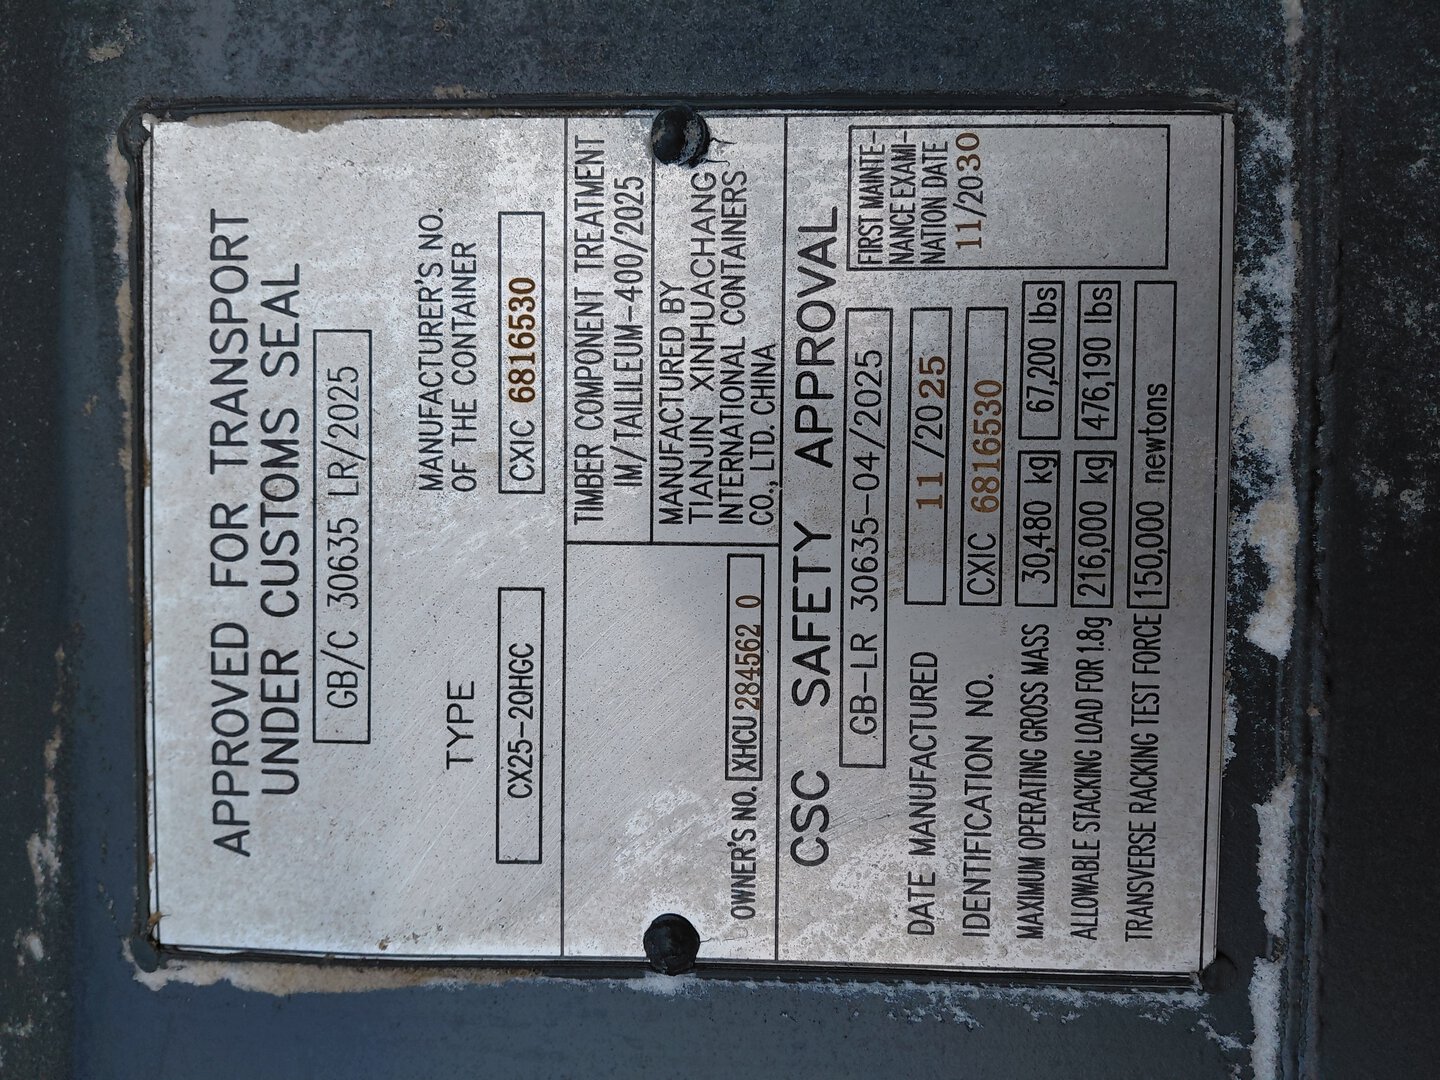 APPROVED FOR TRANSPORT
UNDER CUSTOMS SEAL
GB/C 30635 LR/2025
TYPE
CX25-2QHGC
MANUFACTURER'S NO.
OF THE CONTAINER
CXIC 6816530
OWNER'S NO. XHCU 284562 0
TIMBER COMPONENT TREATMENT
IM/TAILILEUM-400/2025
MANUFACTURED BY
TIANJIN XINHUACHANG
INTERNATIONAL CONTAINERS
CO., LTD. CHINA
CSC SAFETY APPROVAL
GB-LR 30635-04/2025
DATE MANUFACTURED 11/2025
IDENTIFICATION NO. CXIC 6816530
MAXIMUM OPERATING GROSS MASS 30,480 kg 67,200 lbs
ALLOWABLE STACKING LOAD FOR 1.8g 216,000 kg 476,190 lbs
TRANSVERSE RACKING TEST FORCE 150,000 newtons
FIRST MAINTE-
NANCE EXAMI-
NATION DATE
11/2030